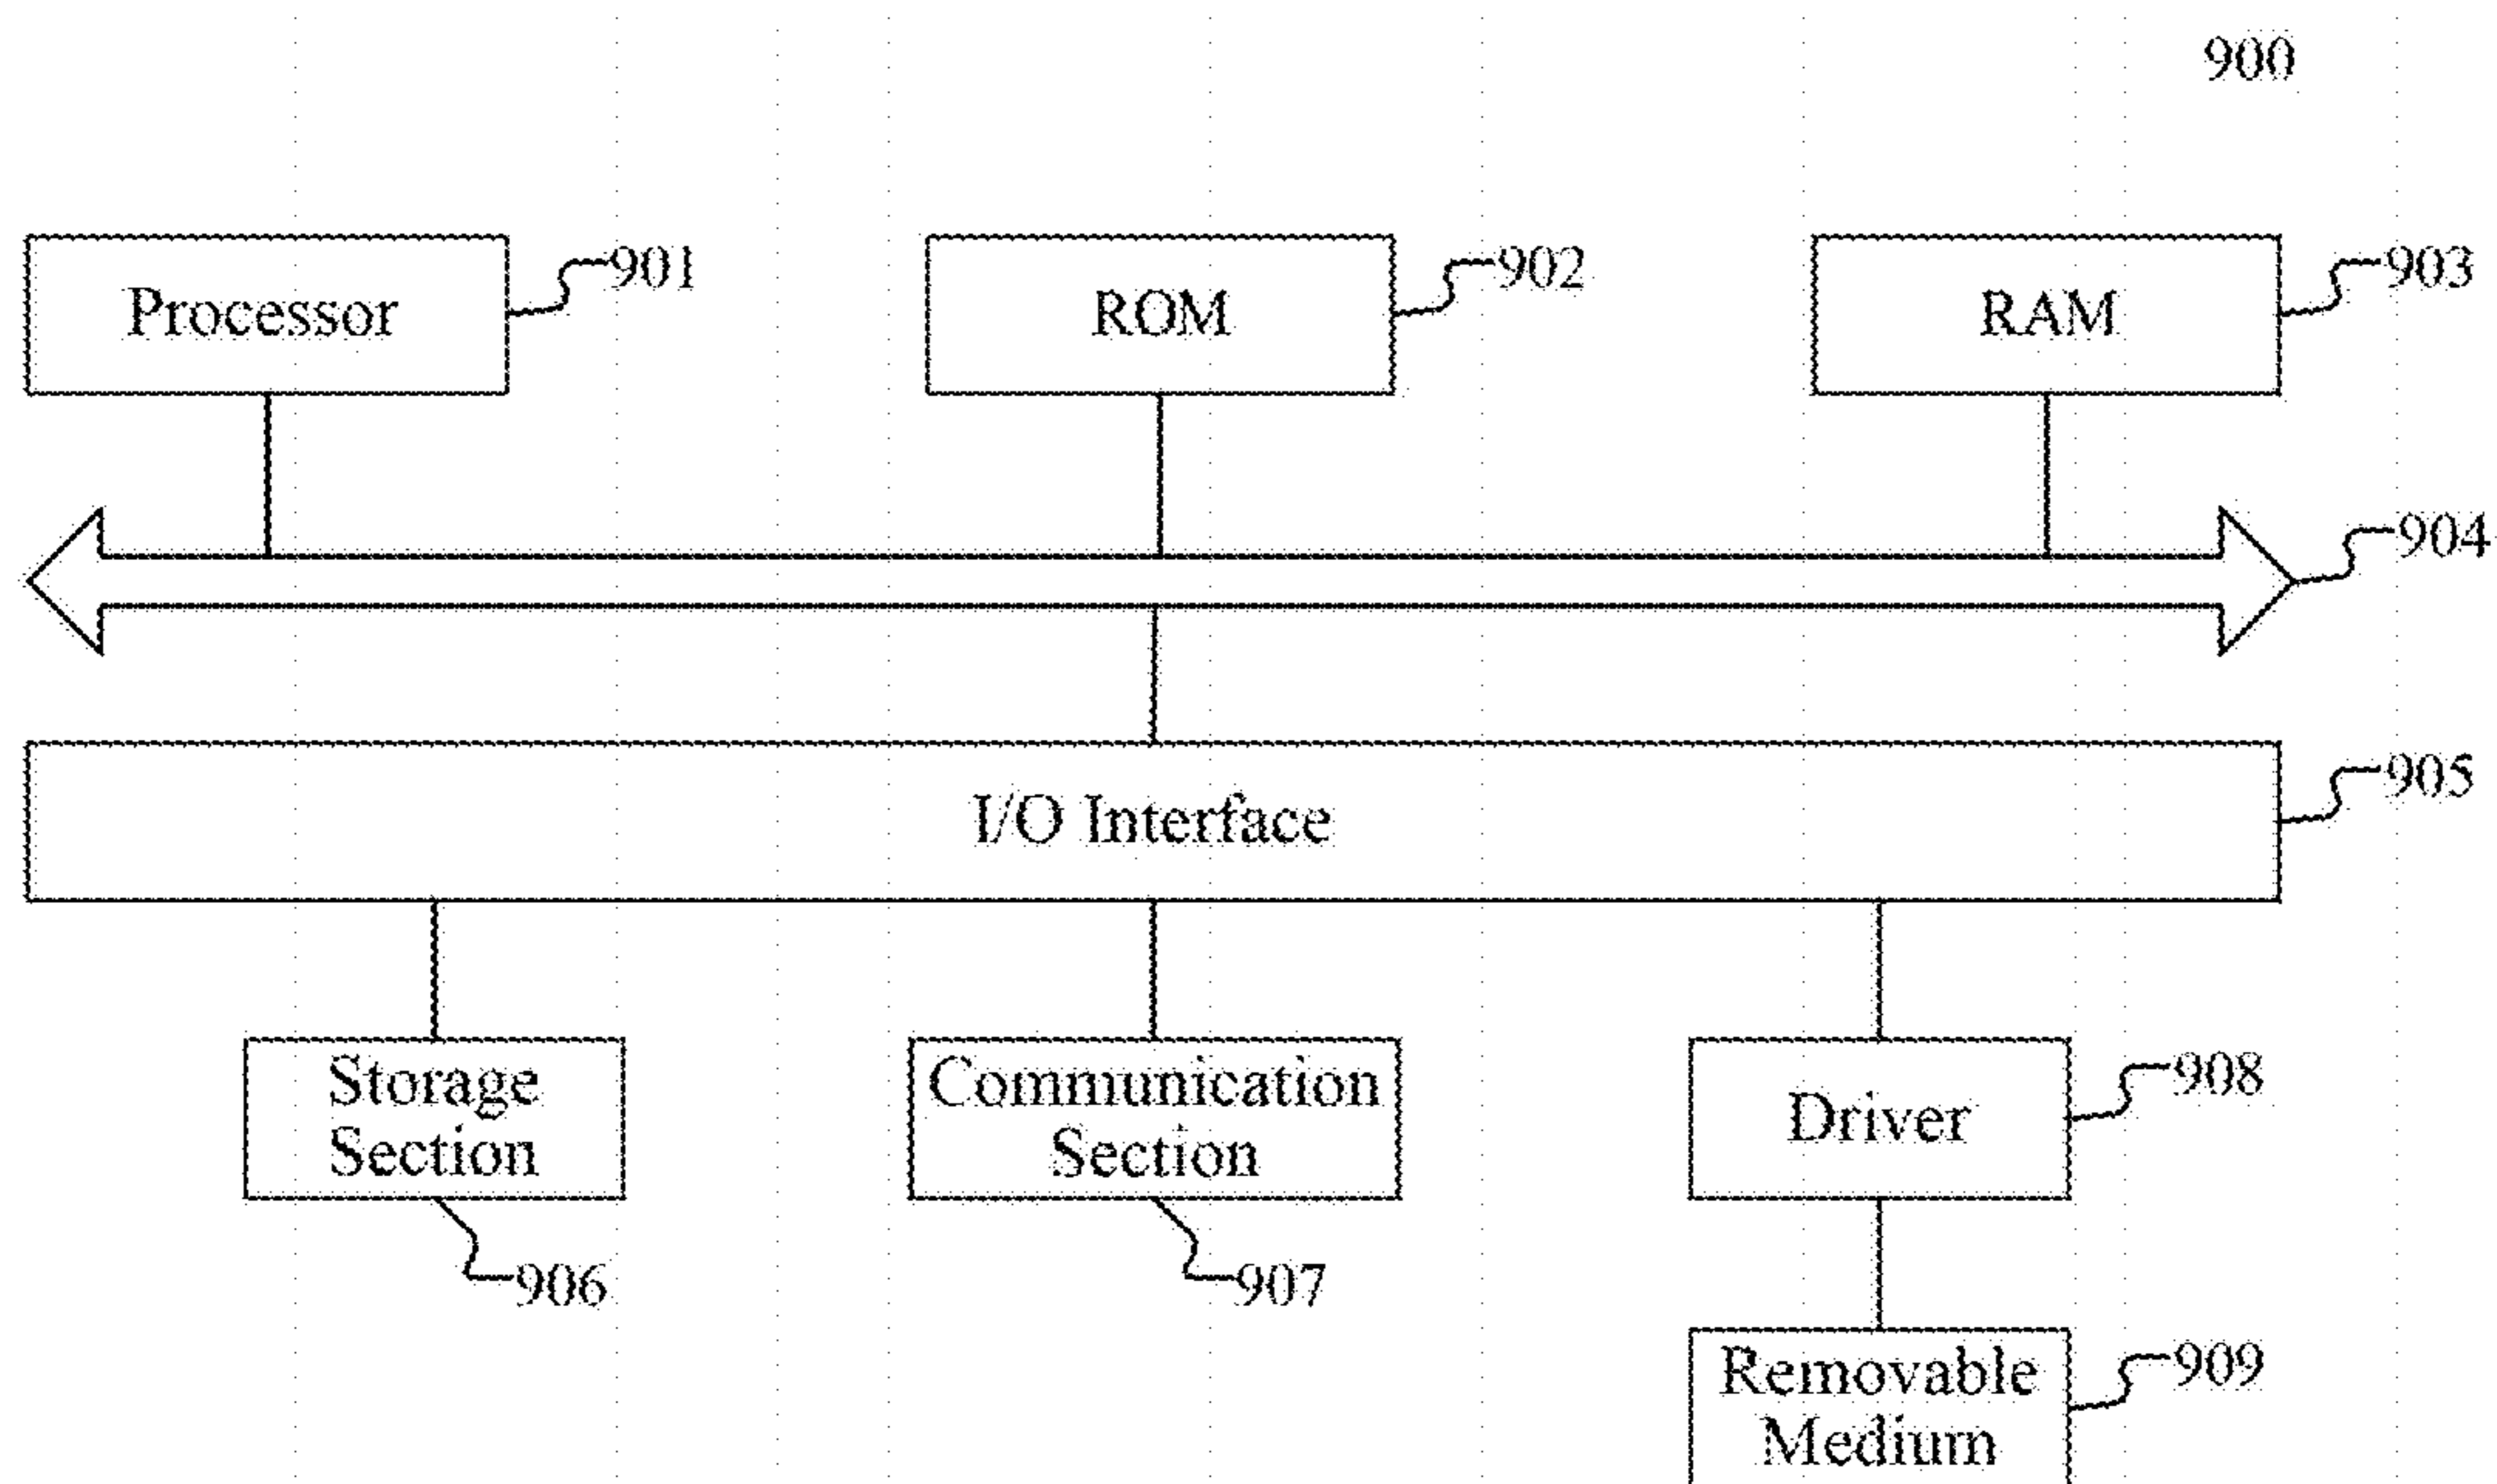 900
Processor
901
ROM
902
RAM
903
904
I/O Interface
905
Storage
Section
906
Communication
Section
907
Driver
908
Removable
Medium
909